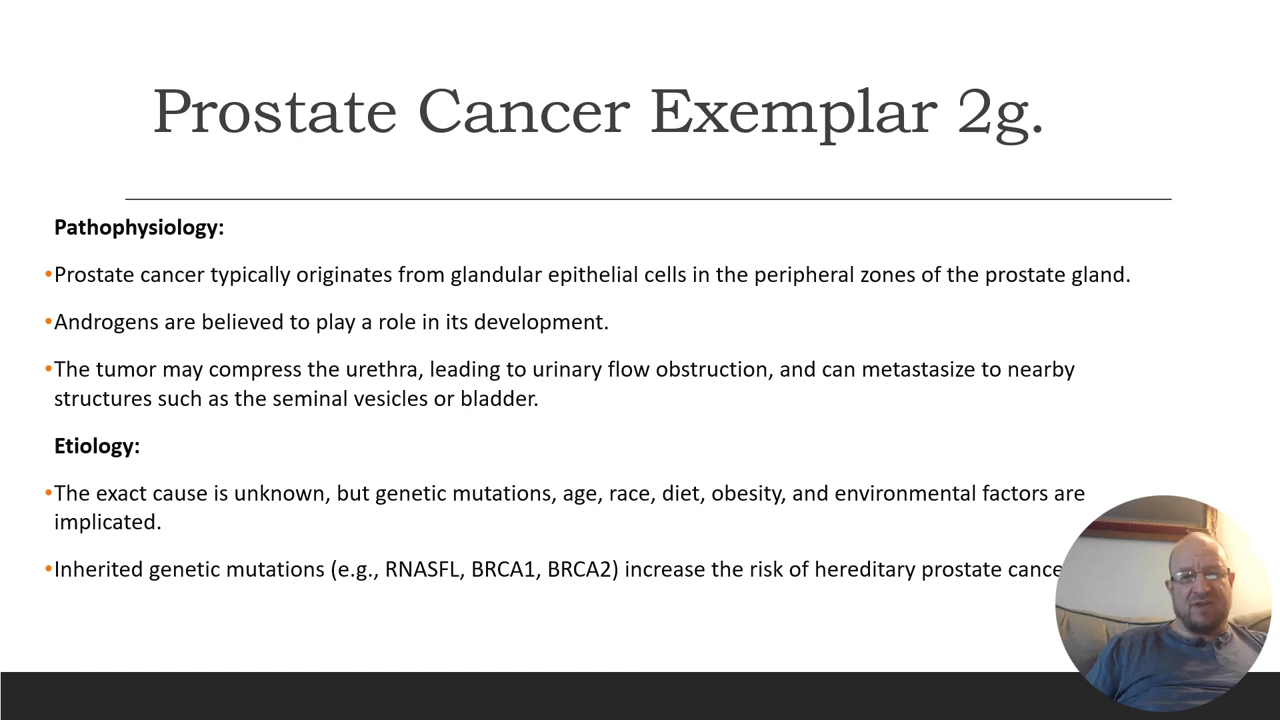 Prostate Cancer Exemplar 2g.
Pathophysiology:
•Prostate cancer typically originates from glandular epithelial cells in the peripheral zones of the prostate gland.
•Androgens are believed to play a role in its development.
•The tumor may compress the urethra, leading to urinary flow obstruction, and can metastasize to nearby
structures such as the seminal vesicles or bladder.
Etiology:
•The exact cause is unknown, but genetic mutations, age, race, diet, obesity, and environmental factors are
implicated.
•Inherited genetic mutations (e.g., RNASFL, BRCA1, BRCA2) increase the risk of hereditary prostate cance